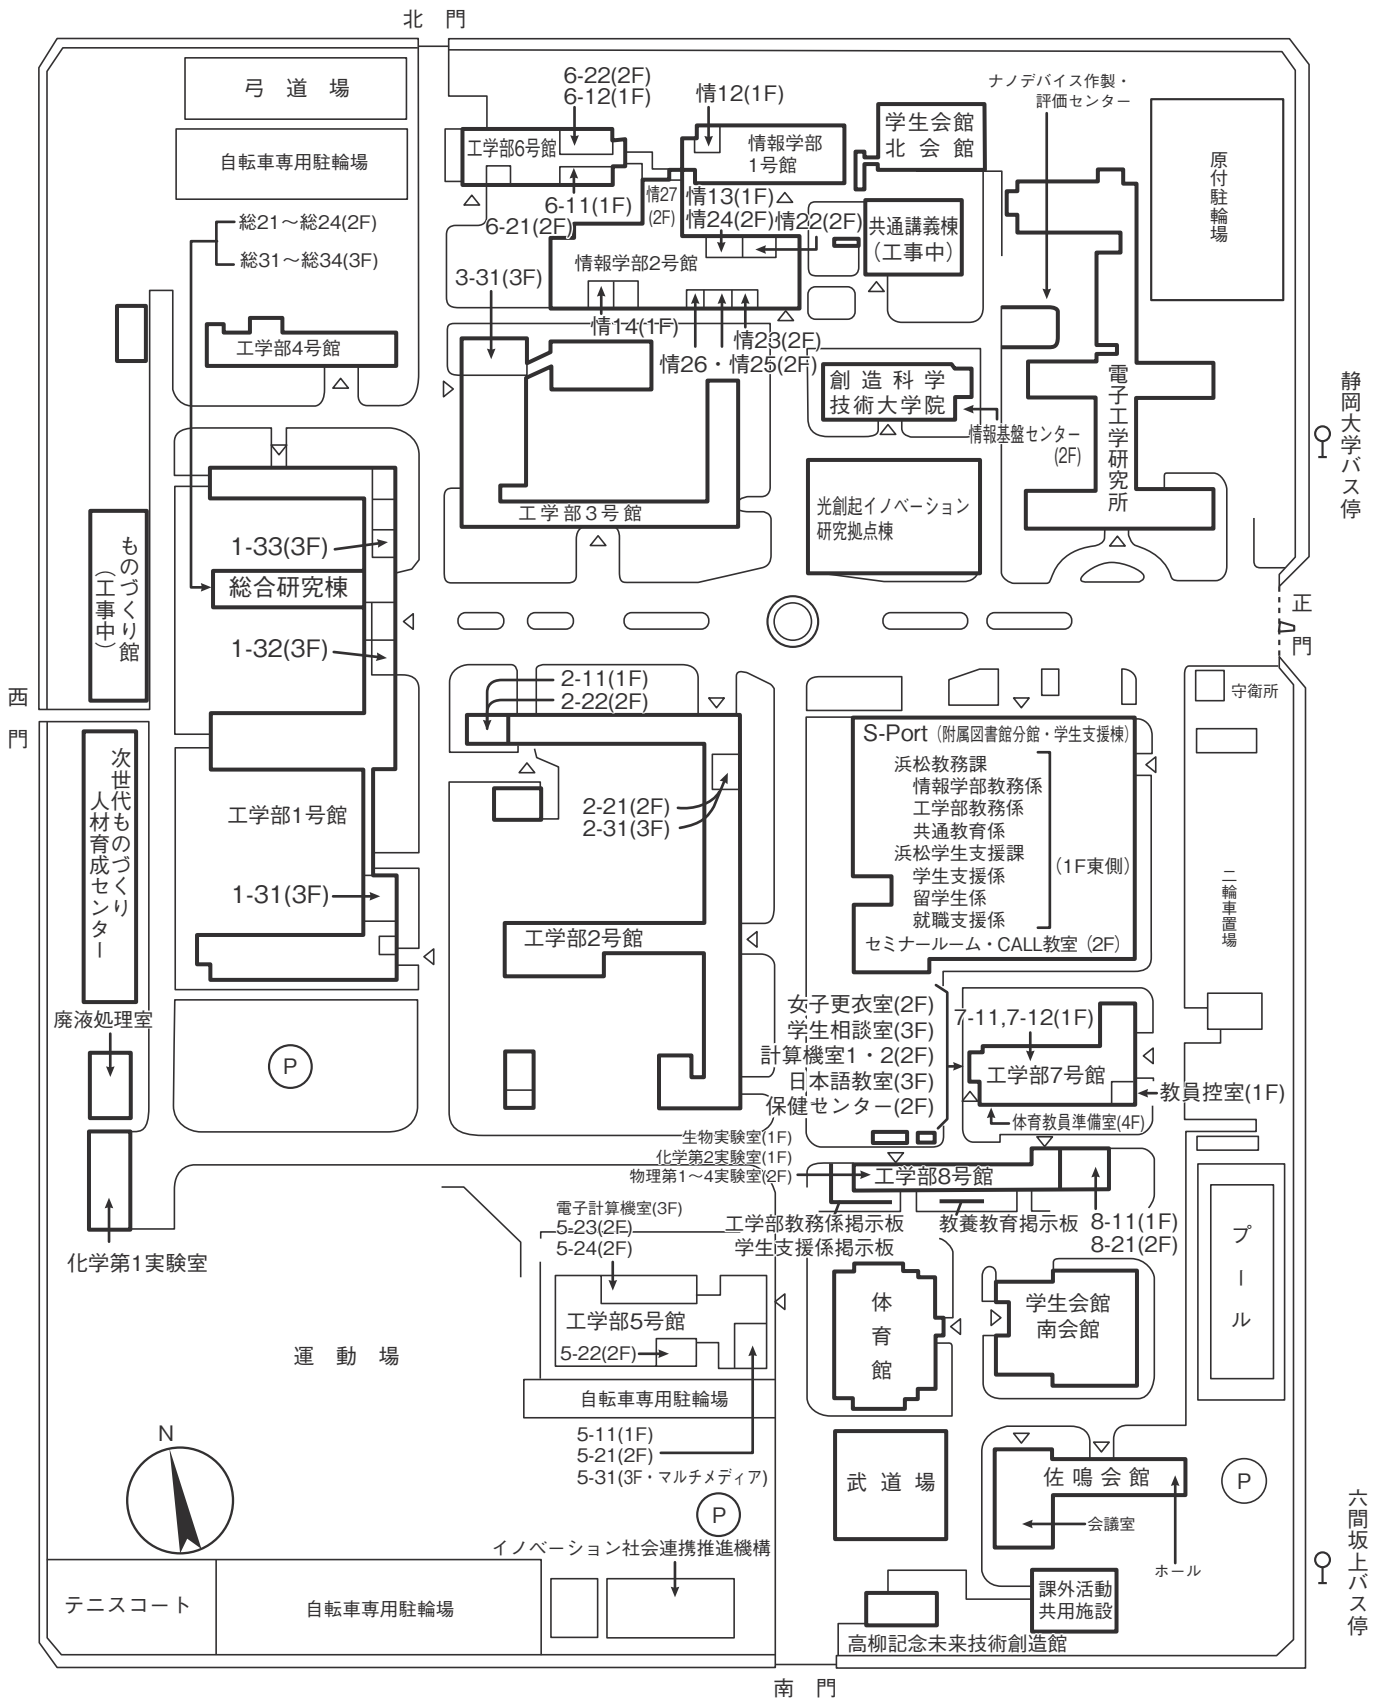 北　門
弓　道　場
自転車専用駐輪場
総21～総24(2F)
総31～総34(3F)
工学部4号館
6-22(2F)
6-12(1F)
工学部6号館
6-11(1F)
6-21(2F)
情12(1F)
情報学部
1号館
情27
(2F)
情13(1F)
情24(2F)
情22(2F)
情報学部2号館
情14(1F)
情23(2F)
情26・情25(2F)
3-31(3F)
工学部３号館
学生会館
北 会 館
共通講義棟
(工事中)
ナノデバイス作製・
評価センター
原付駐輪場
創 造 科 学
技術大学院
情報基盤センター
(2F)
電子工学研究所
静岡大学バス停
光創起イノベーション
研究拠点棟
ものづくり館
(工事中)
1-33(3F)
総合研究棟
1-32(3F)
正
門
守衛所
西
門
次世代ものづくり
人材育成センター
工学部1号館
1-31(3F)
2-11(1F)
2-22(2F)
2-21(2F)
2-31(3F)
工学部2号館
S-Port（附属図書館分館・学生支援棟）
浜松教務課
情報学部教務係
工学部教務係
共通教育係
浜松学生支援課
学生支援係
留学生係
就職支援係
(1F東側)
セミナールーム・CALL教室（2F）
二輪車置場
廃液処理室
P
化学第1実験室
女子更衣室(2F)
学生相談室(3F)
計算機室1・2(2F)
日本語教室(3F)
保健センター(2F)
7-11,7-12(1F)
工学部7号館
教員控室(1F)
体育教員準備室(4F)
生物実験室(1F)
化学第2実験室(1F)
物理第1～4実験室(2F)
工学部8号館
工学部教務係掲示板
学生支援係掲示板
教養教育掲示板
8-11(1F)
8-21(2F)
プール
電子計算機室(3F)
5-23(2F)
5-24(2F)
工学部5号館
5-22(2F)
自転車専用駐輪場
5-11(1F)
5-21(2F)
5-31(3F・マルチメディア)
運　動　場
体
育
館
学生会館
南会館
N
P
武　道　場
佐 鳴 会 館
会議室
ホール
P
六間坂上バス停
イノベーション社会連携推進機構
テニスコート
自転車専用駐輪場
課外活動
共用施設
高柳記念未来技術創造館
南　門